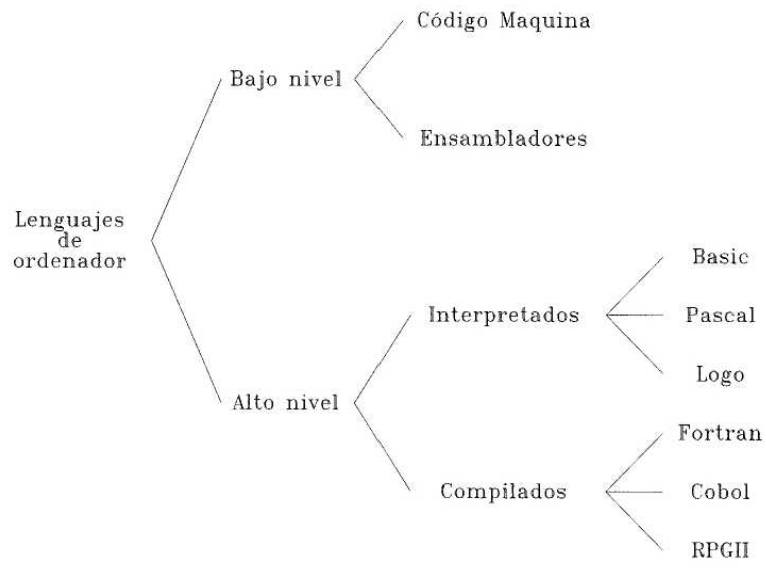 Código Maquina
Bajo nivel
Ensambladores
Lenguajes
de
ordenador
Basic
Interpretados
Pascal
Logo
Alto nivel
Fortran
Compilados
Cobol
RPGII